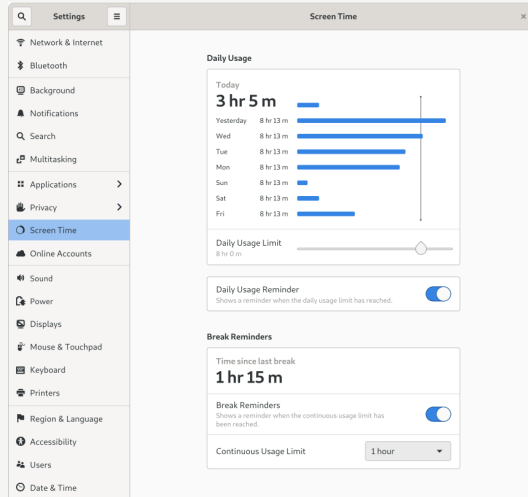 Settings
Screen Time
Network & Internet
Bluetooth
Background
Notifications
Search
Multitasking
Applications
Privacy
Screen Time
Online Accounts
Sound
Power
Displays
Mouse & Touchpad
Keyboard
Printers
Region & Language
Accessibility
Users
Date & Time
Daily Usage
Today
3 hr 5 m
Yesterday 8 hr 13 m
Wed 8 hr 13 m
Tue 8 hr 13 m
Mon 8 hr 13 m
Sun 8 hr 13 m
Sat 8 hr 13 m
Fri 8 hr 13 m
Daily Usage Limit
8 hr 0 m
Daily Usage Reminder
Shows a reminder when the daily usage limit has reached.
Break Reminders
Time since last break
1 hr 15 m
Break Reminders
Shows a reminder when the continuous usage limit has
been reached.
Continuous Usage Limit 1 hour